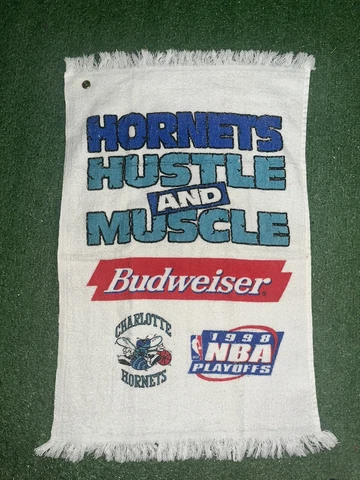 HORNETS
HUSTLE
AND
MUSCLE
Budweiser
CHARLOTTE
HORNETS
1998
NBA
PLAYOFFS